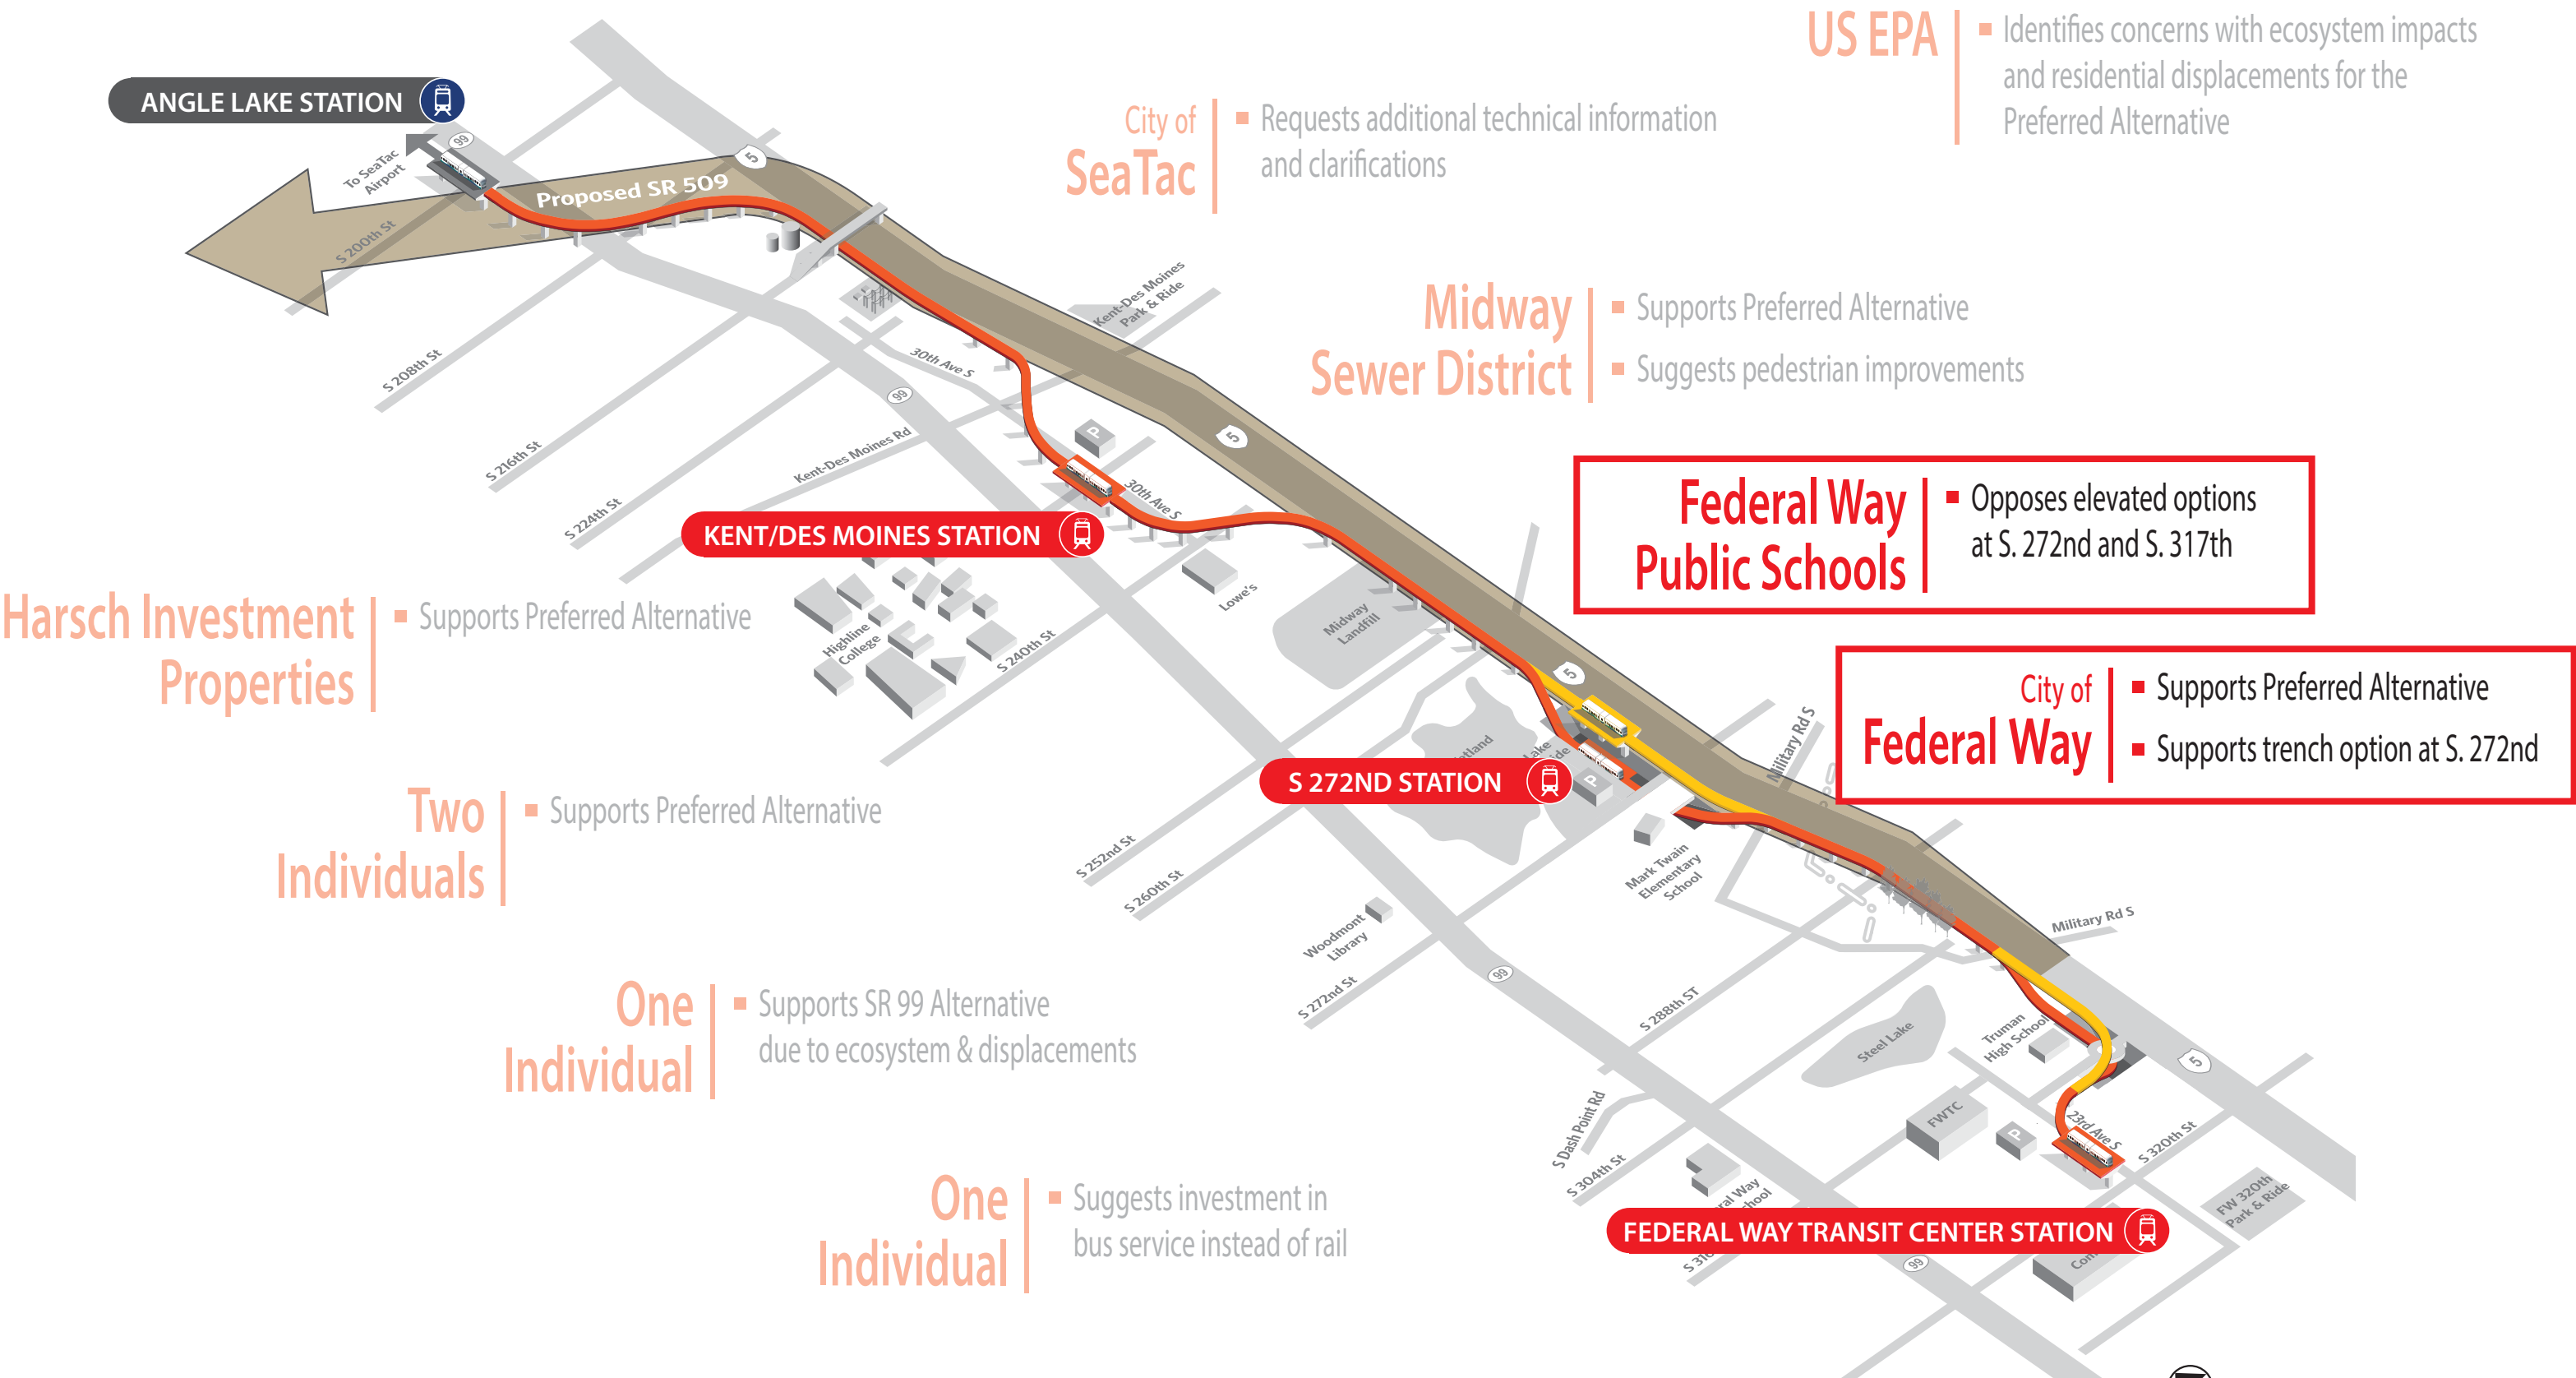 US EPA
Identifies concerns with ecosystem impacts
and residential displacements for the
Preferred Alternative
ANGLE LAKE STATION
City of
SeaTac
Requests additional technical information
and clarifications
99
To SeaTac
Airport
5
Proposed SR 509
S 200th St
Kent-Des Moines
Park & Ride
Midway
Sewer District
Supports Preferred Alternative
Suggests pedestrian improvements
S 208th St
30th Ave S
99
P
5
Kent-Des Moines Rd
S 216th St
30th Ave S
S 224th St
KENT/DES MOINES STATION
Federal Way
Public Schools
Opposes elevated options
at S. 272nd and S. 317th
Harsch Investment
Properties
Supports Preferred Alternative
Lowe's
Midway
Landfill
Highline
College
S 240th St
5
City of
Federal Way
Supports Preferred Alternative
Supports trench option at S. 272nd
Military Rd S
Lake
P
S 272ND STATION
Two
Individuals
Supports Preferred Alternative
S 252nd St
S 260th St
Mark Twain
Elementary
School
Woodmont
Library
Military Rd S
99
S 272nd St
One
Individual
Supports SR 99 Alternative
due to ecosystem & displacements
S 288th ST
Steel Lake
Truman
High School
5
S Dash Point Rd
FWTC
P
23rd Ave S
S 320th St
S 304th St
One
Individual
Suggests investment in
bus service instead of rail
FW 320th
Park & Ride
FEDERAL WAY TRANSIT CENTER STATION
99